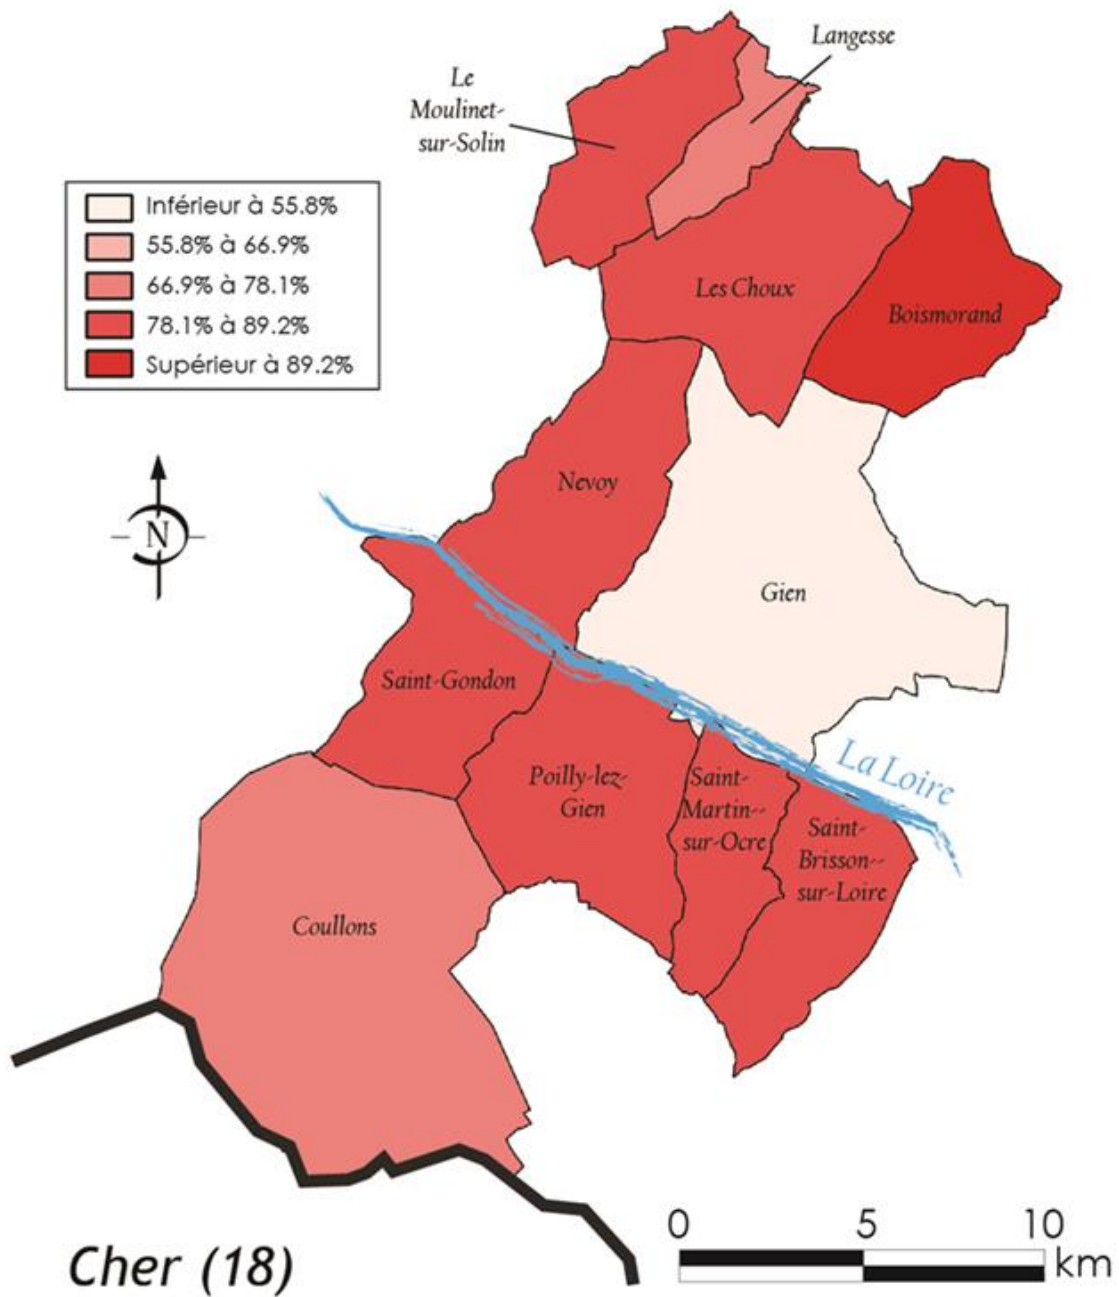 Langesse
Le
Moulinet-
sur-Solin
Inférieur à 55.8%
55.8% à 66.9%
66.9% à 78.1%
78.1% à 89.2%
Supérieur à 89.2%
Les Choux
Boismorand
Nevoy
N
Gien
Saint-Gondon
La Loire
Poilly-lez-
Gien
Saint-
Martin--
sur-Ocre
Saint-
Brisson--
sur-Loire
Coullons
0 5 10
km
Cher (18)